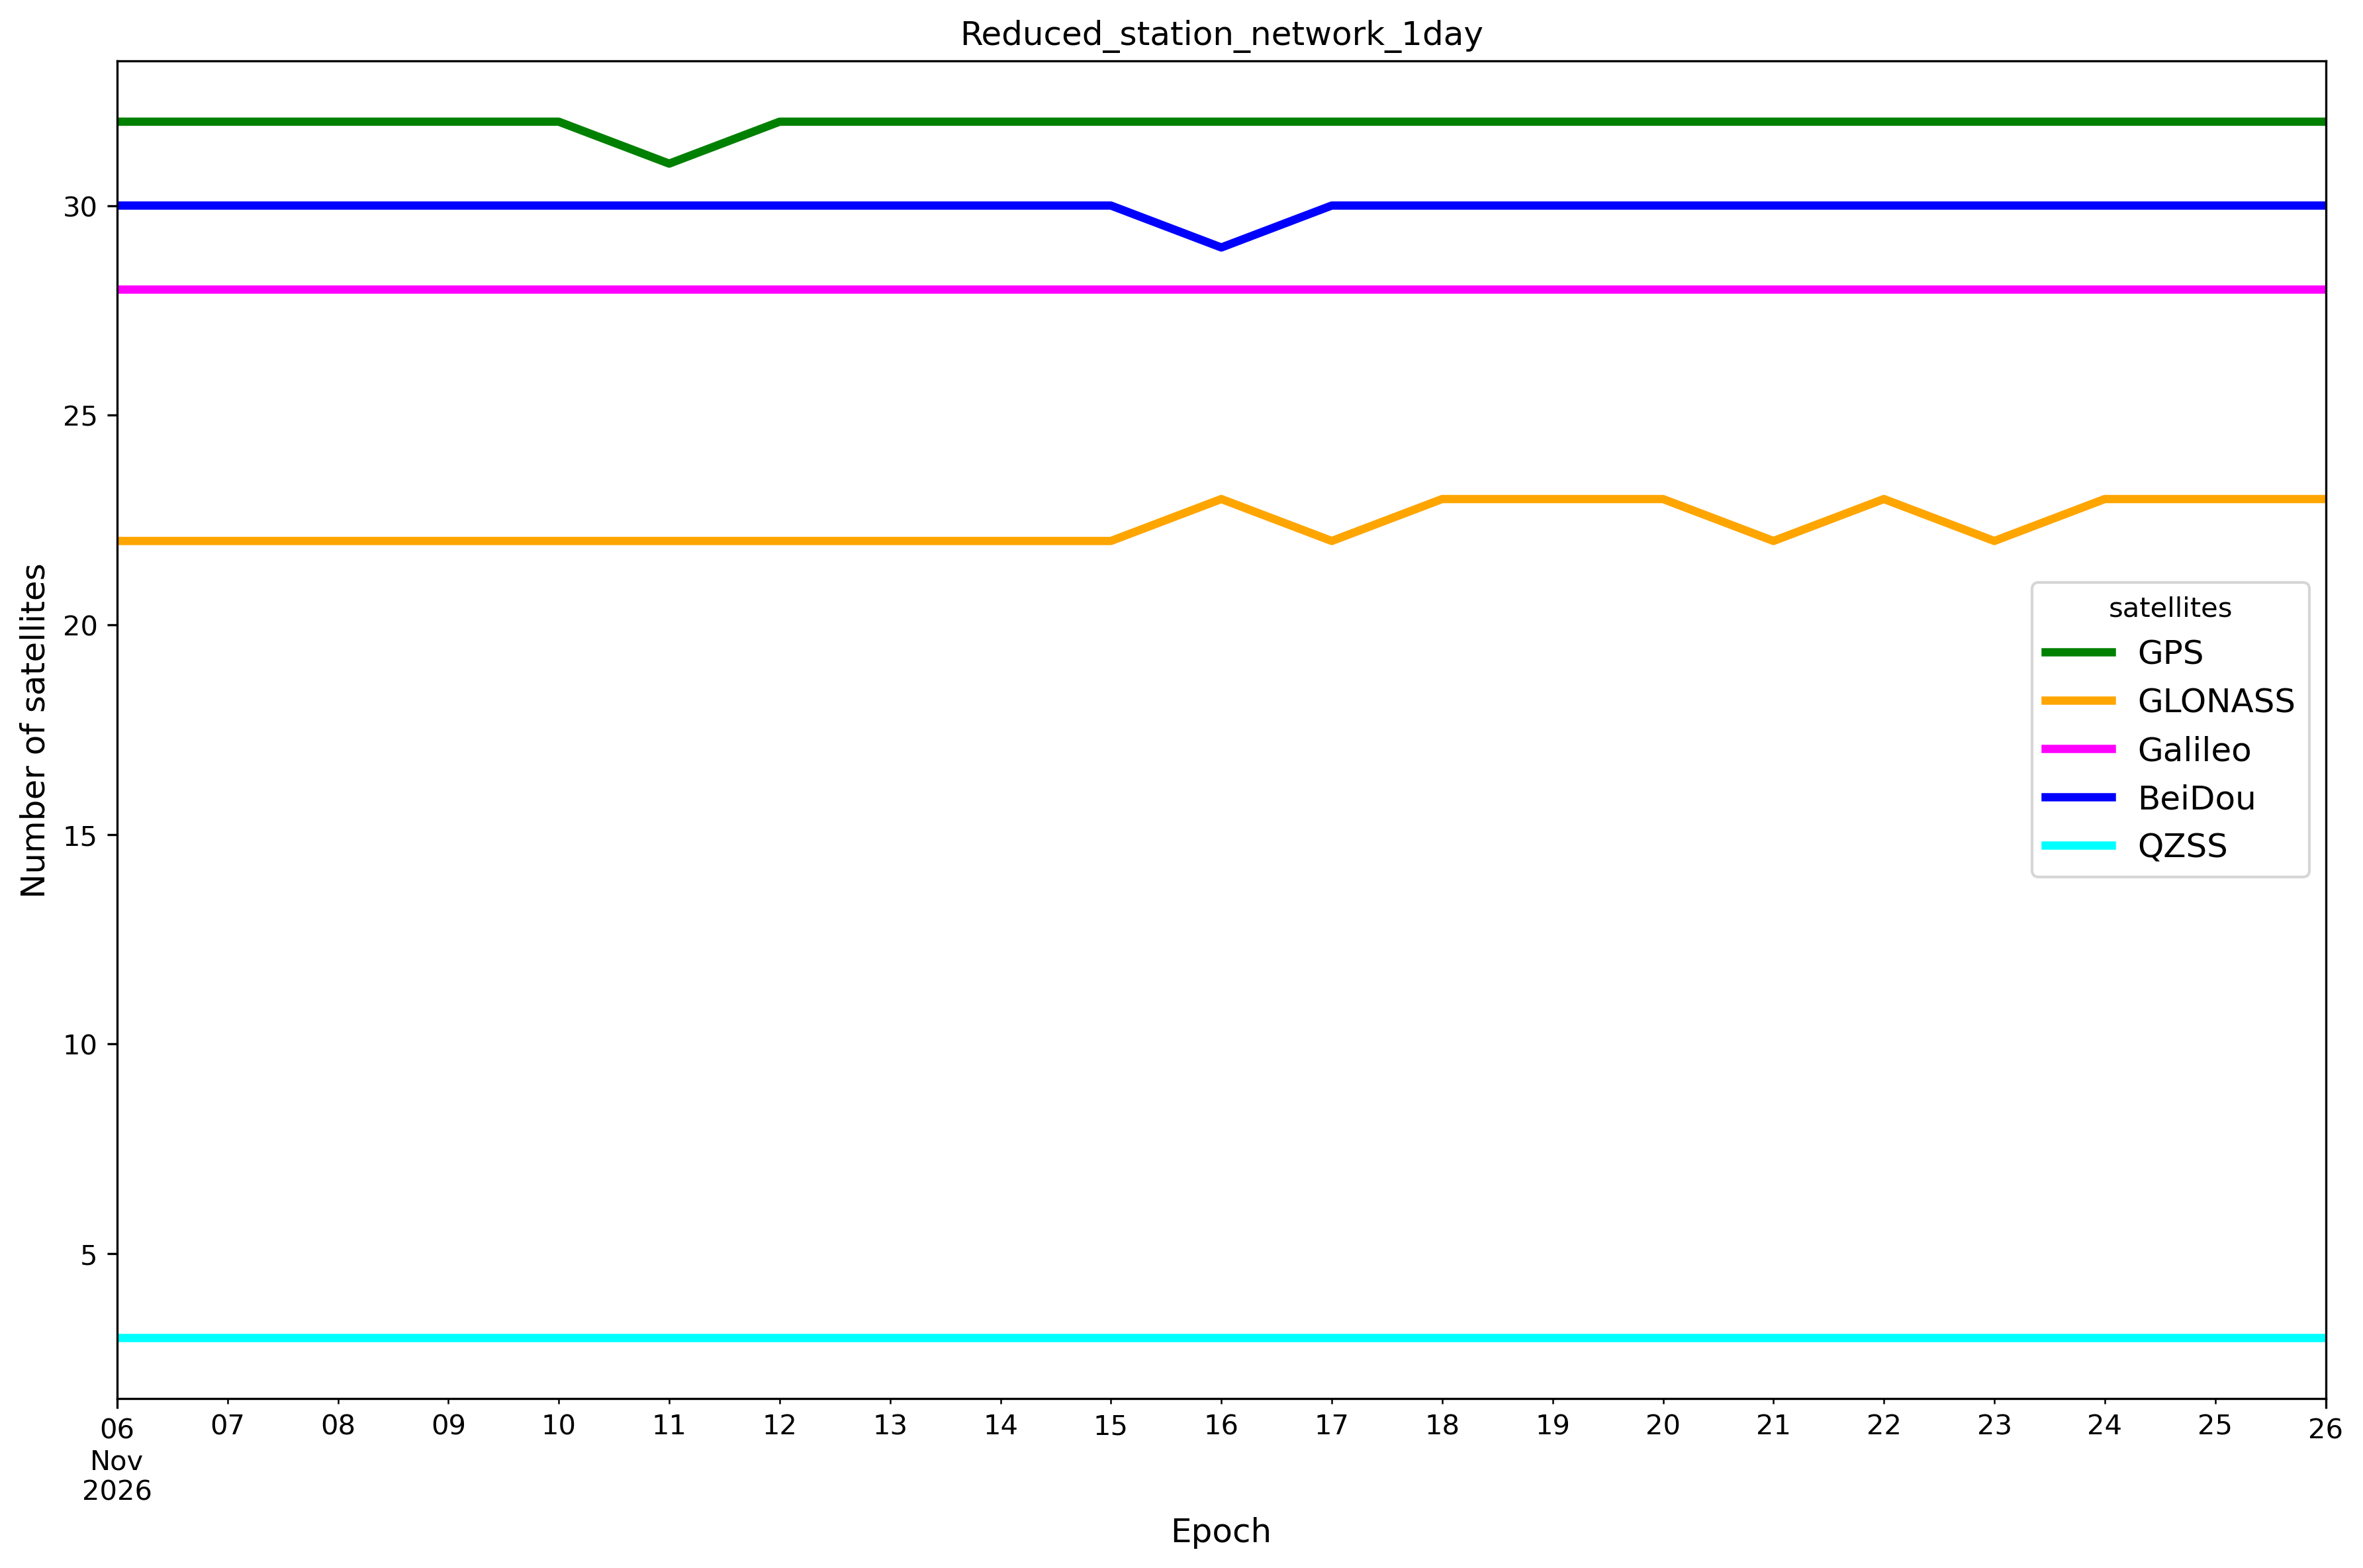 Reduced_station_network_1day
Number of satellites
30
25
20
15
10
5
satellites
GPS
GLONASS
Galileo
BeiDou
QZSS
06 07 08 09 10 11 12 13 14 15 16 17 18 19 20 21 22 23 24 25 26
Nov
2026
Epoch